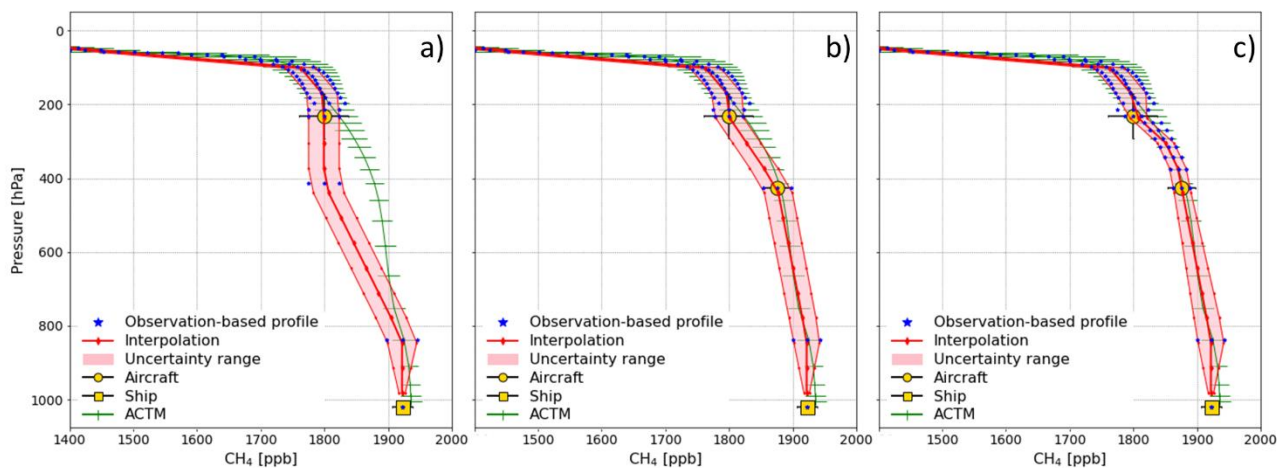 a)
b)
c)
0
200
400
600
800
1000
Pressure [hPa]
Observation-based profile
Interpolation
Uncertainty range
Aircraft
Ship
ACTM
Observation-based profile
Interpolation
Uncertainty range
Aircraft
Ship
ACTM
Observation-based profile
Interpolation
Uncertainty range
Aircraft
Ship
ACTM
1400 1500 1600 1700 1800 1900 2000
1500 1600 1700 1800 1900 2000
1500 1600 1700 1800 1900 2000
CH₄ [ppb]
CH₄ [ppb]
CH₄ [ppb]